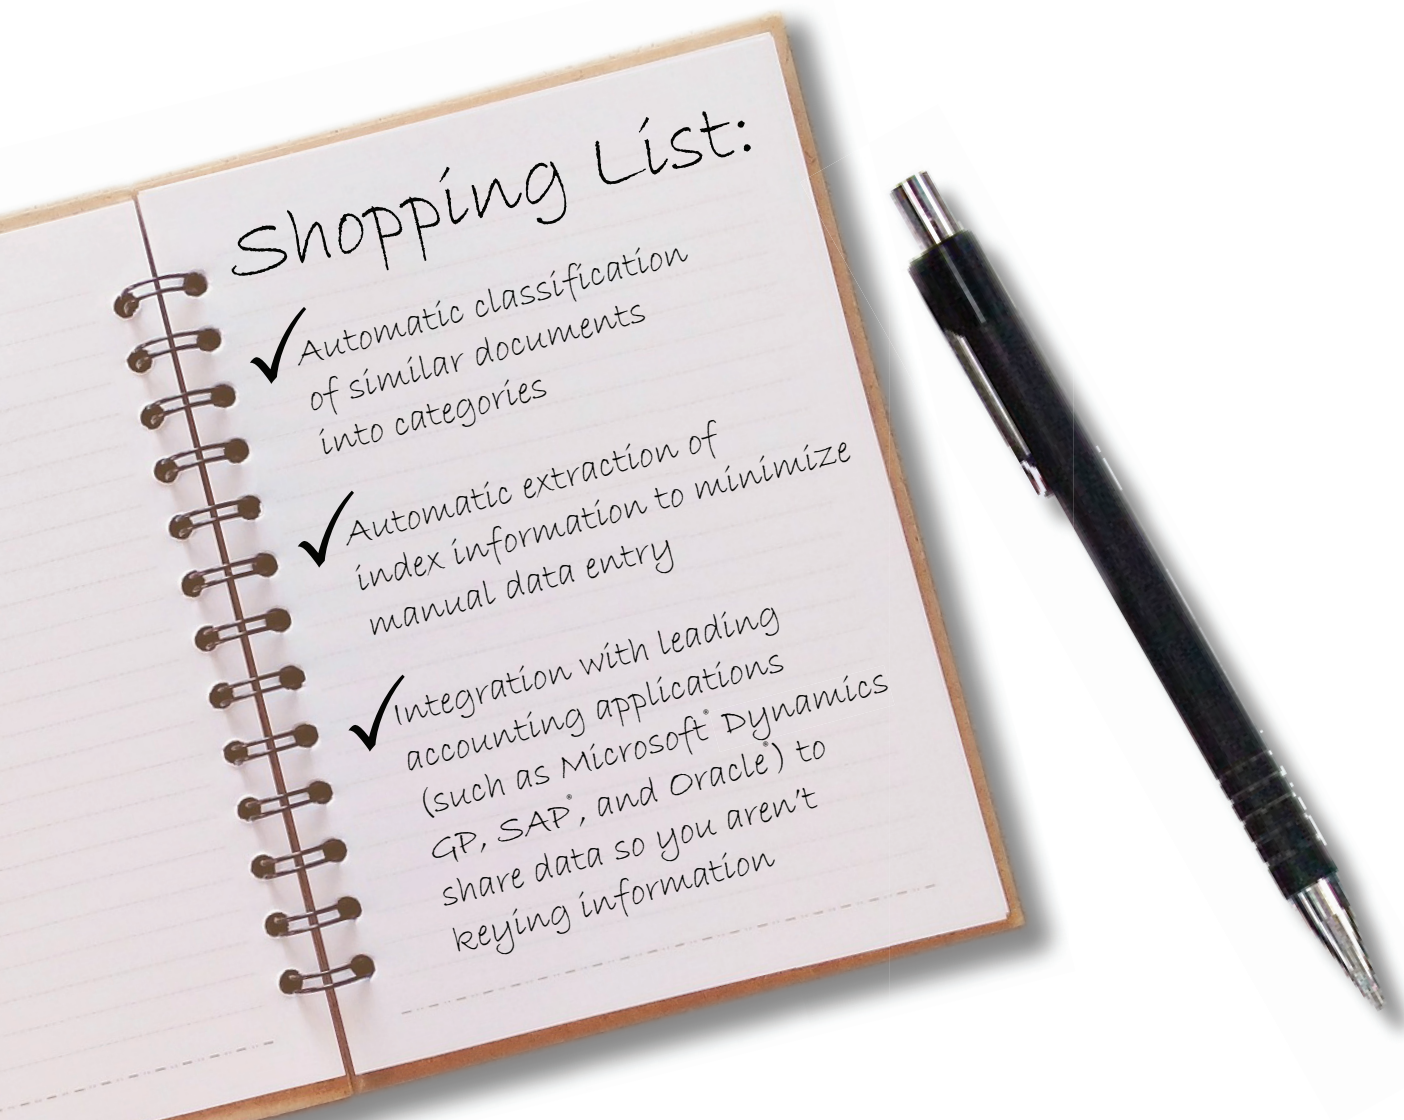 Shopping List:
✓ Automatic classification
of similar documents
into categories
✓ Automatic extraction of
index information to minimize
manual data entry
✓ Integration with leading
accounting applications
(such as Microsoft® Dynamics
GP, SAP®, and Oracle®) to
share data so you aren't
keying information